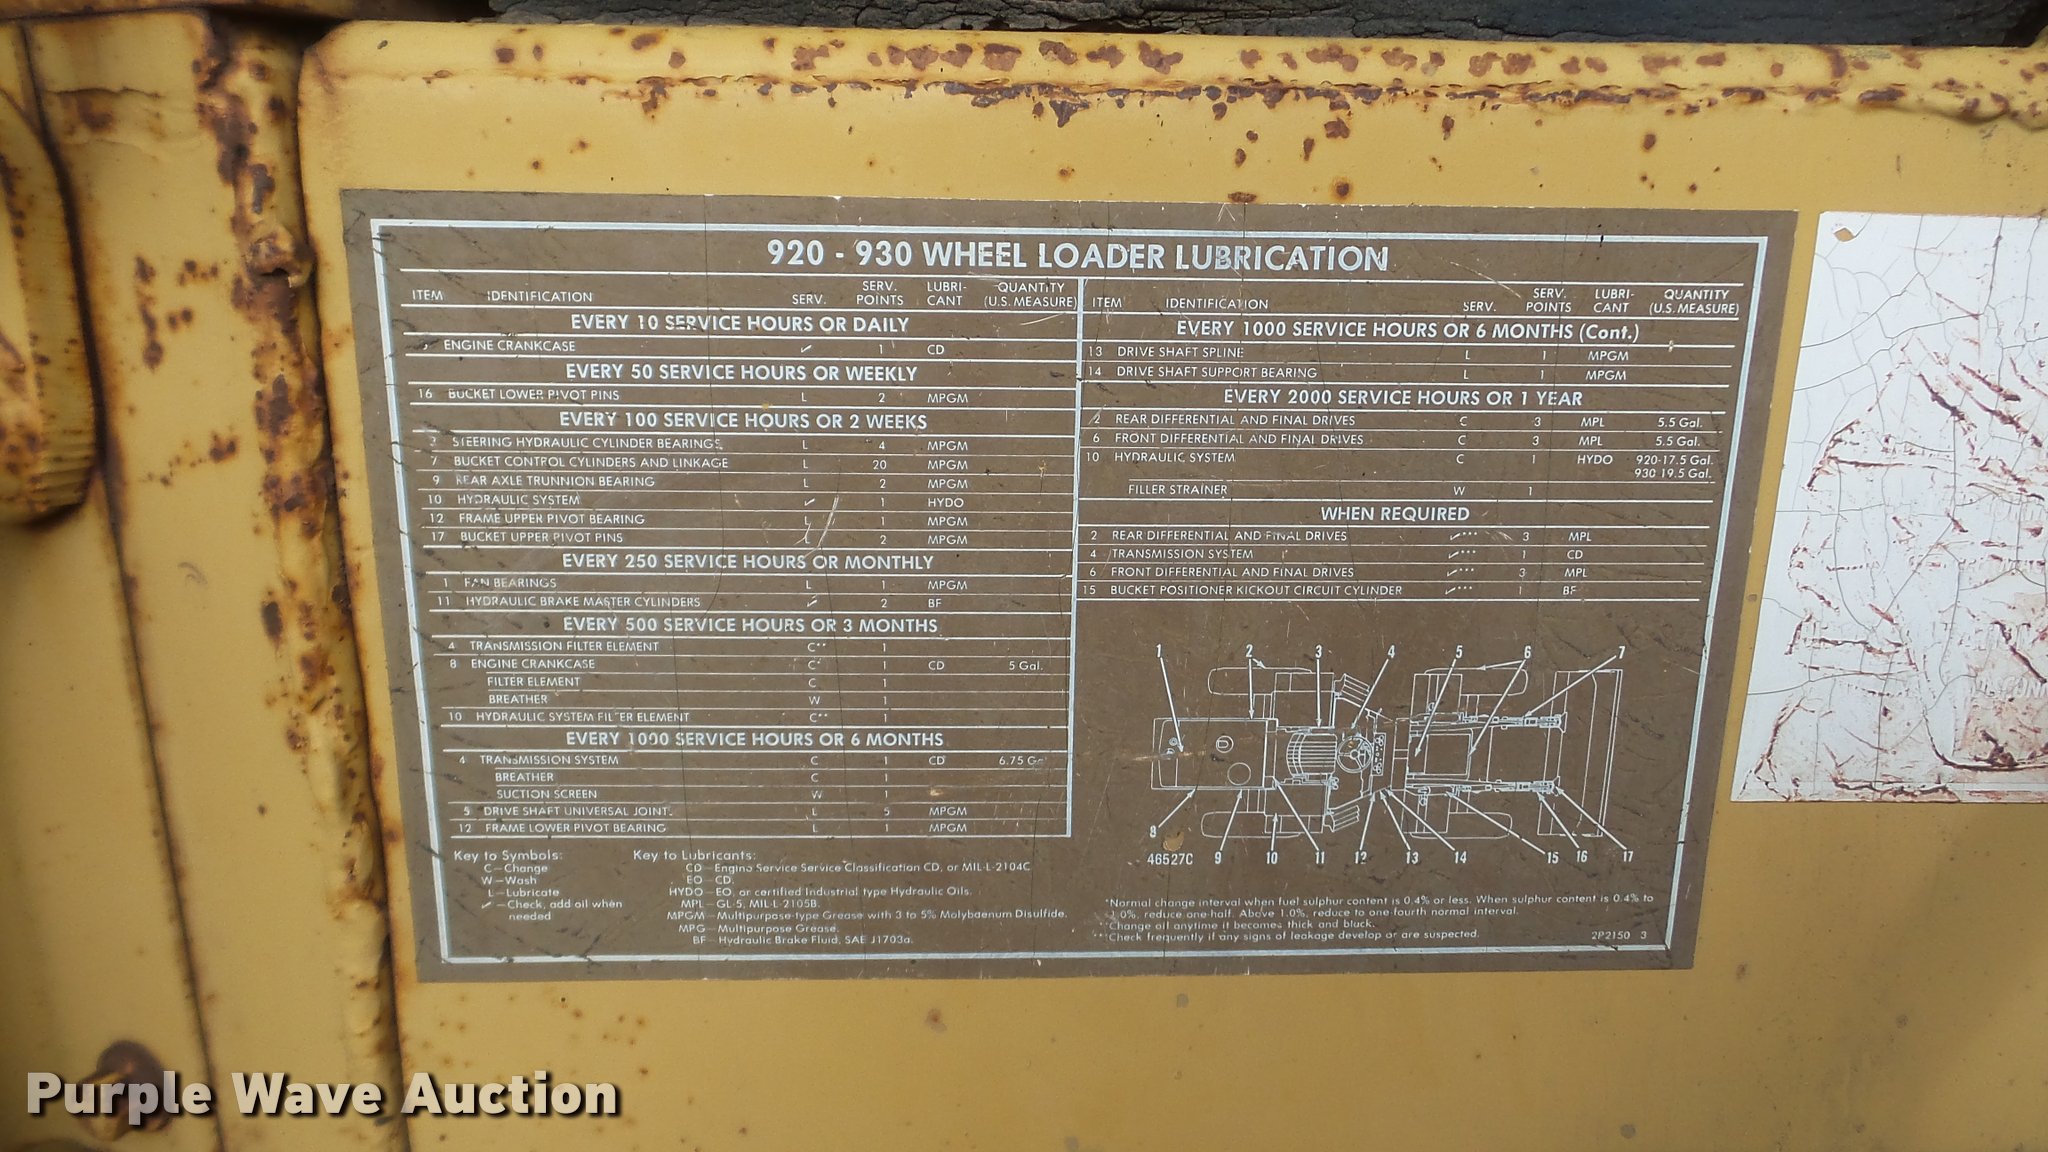 920 - 930 WHEEL LOADER LUBRICATION
ITEM IDENTIFICATION SERV. SERV. POINTS LUBRI- CANT QUANTITY (U.S. MEASURE)
EVERY 10 SERVICE HOURS OR DAILY
ENGINE CRANKCASE ✓ 1 CD
EVERY 50 SERVICE HOURS OR WEEKLY
16 BUCKET LOWER PIVOT PINS L 2 MPGM
EVERY 100 SERVICE HOURS OR 2 WEEKS
STEERING HYDRAULIC CYLINDER BEARINGS L 4 MPGM
7 BUCKET CONTROL CYLINDERS AND LINKAGE L 20 MPGM
9 REAR AXLE TRUNNION BEARING L 2 MPGM
10 HYDRAULIC SYSTEM ✓ 1 HYDO
12 FRAME UPPER PIVOT BEARING L 1 MPGM
17 BUCKET UPPER PIVOT PINS L 2 MPGM
EVERY 250 SERVICE HOURS OR MONTHLY
1 FAN BEARINGS L 1 MPGM
11 HYDRAULIC BRAKE MASTER CYLINDERS ✓ 2 BF
EVERY 500 SERVICE HOURS OR 3 MONTHS
4 TRANSMISSION FILTER ELEMENT C** 1
8 ENGINE CRANKCASE C* 1 CD 5 Gal.
FILTER ELEMENT C 1
BREATHER W 1
10 HYDRAULIC SYSTEM FILTER ELEMENT C** 1
EVERY 1000 SERVICE HOURS OR 6 MONTHS
4 TRANSMISSION SYSTEM C 1 CD 6.75 Ga
BREATHER C 1
SUCTION SCREEN W 1
5 DRIVE SHAFT UNIVERSAL JOINT. L 5 MPGM
12 FRAME LOWER PIVOT BEARING L 1 MPGM
Key to Symbols:
C—Change
W—Wash
L—Lubricate
✓—Check, add oil when
needed
Key to Lubricants:
CD—Engine Service Service Classification CD, or MIL-L-2104C
EO—CD.
HYDO—EO, or certified Industrial type Hydraulic Oils.
MPL—GL-5, MIL-L-2105B.
MPGM—Multipurpose-type Grease with 3 to 5% Molybaenum Disulfide.
MPG—Multipurpose Grease.
BF—Hydraulic Brake Fluid, SAE J1703a.
ITEM IDENTIFICATION SERV. SERV. POINTS LUBRI- CANT QUANTITY (U.S. MEASURE)
EVERY 1000 SERVICE HOURS OR 6 MONTHS (Cont.)
13 DRIVE SHAFT SPLINE L 1 MPGM
14 DRIVE SHAFT SUPPORT BEARING L 1 MPGM
EVERY 2000 SERVICE HOURS OR 1 YEAR
2 REAR DIFFERENTIAL AND FINAL DRIVES C 3 MPL 5.5 Gal.
6 FRONT DIFFERENTIAL AND FINAL DRIVES C 3 MPL 5.5 Gal.
10 HYDRAULIC SYSTEM C 1 HYDO 920-17.5 Gal.
930-19.5 Gal.
FILLER STRAINER W 1
WHEN REQUIRED
2 REAR DIFFERENTIAL AND FINAL DRIVES ✓*** 3 MPL
4 TRANSMISSION SYSTEM ✓*** 1 CD
6 FRONT DIFFERENTIAL AND FINAL DRIVES ✓*** 3 MPL
15 BUCKET POSITIONER KICKOUT CIRCUIT CYLINDER ✓*** 1 BF
1 2 3 4 5 6 7
8
46527C 9 10 11 12 13 14 15 16 17
*Normal change interval when fuel sulphur content is 0.4% or less. When sulphur content is 0.4% to
1.0%, reduce one-half. Above 1.0%, reduce to one-fourth normal interval.
**Change oil anytime it becomes thick and black.
***Check frequently if any signs of leakage develop or are suspected.
2P2150 3
Purple Wave Auction